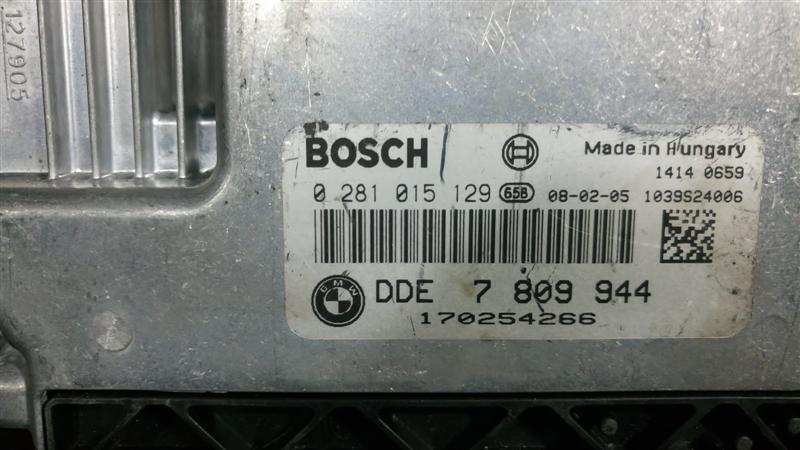 127905
BOSCH
Made in Hungary
1414 0659
0 281 015 129 65B 08-02-05 1039S24006
BMW DDE 7 809 944
170254266